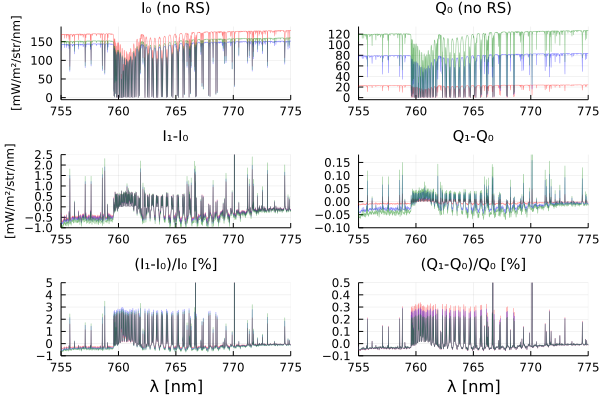 I₀ (no RS)
Q₀ (no RS)
[mW/m²/str/nm]
150
100
50
0
755 760 765 770 775
120
100
80
60
40
20
0
755 760 765 770 775
I₁-I₀
Q₁-Q₀
[mW/m²/str/nm]
2.5
2.0
1.5
1.0
0.5
0.0
−0.5
−1.0
755 760 765 770 775
0.15
0.10
0.05
0.00
−0.05
−0.10
755 760 765 770 775
(I₁-I₀)/I₀ [%]
(Q₁-Q₀)/Q₀ [%]
5
4
3
2
1
0
−1
755 760 765 770 775
0.5
0.4
0.3
0.2
0.1
0.0
−0.1
755 760 765 770 775
λ [nm]
λ [nm]